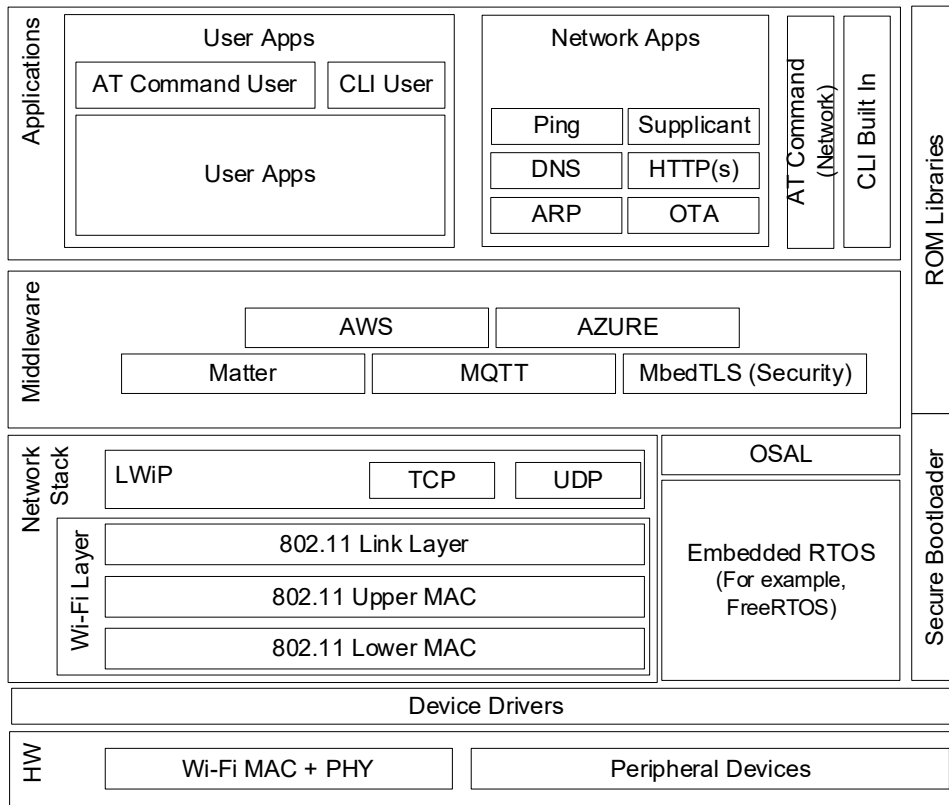 Applications
User Apps
AT Command User
CLI User
User Apps
Network Apps
Ping
Supplicant
DNS
HTTP(s)
ARP
OTA
AT Command
(Network)
CLI Built In
ROM Libraries
Middleware
AWS
AZURE
Matter
MQTT
MbedTLS (Security)
Network
Stack
LWiP
TCP
UDP
Wi-Fi Layer
802.11 Link Layer
802.11 Upper MAC
802.11 Lower MAC
OSAL
Embedded RTOS
(For example,
FreeRTOS)
Secure Bootloader
Device Drivers
HW
Wi-Fi MAC + PHY
Peripheral Devices